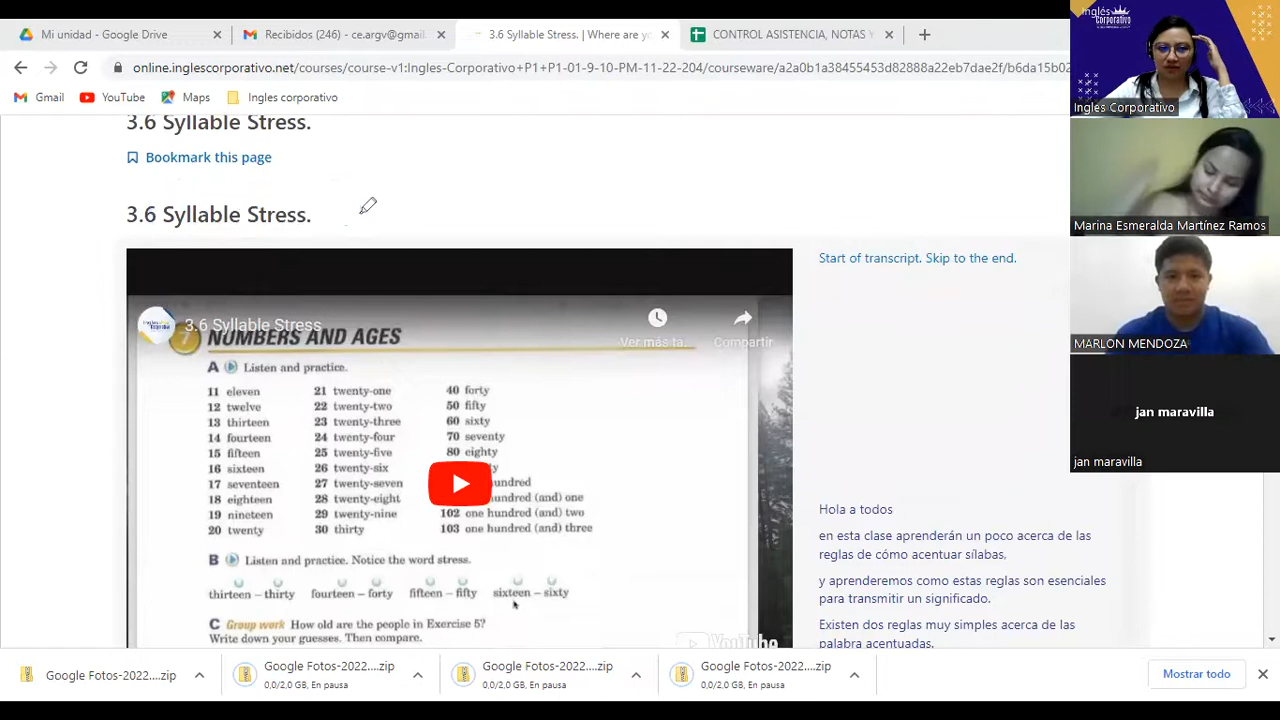 Mi unidad - Google Drive
Recibidos (246) - ce.argv@gm
3.6 Syllable Stress. | Where are yo
CONTROL ASISTENCIA, NOTAS Y
online.inglescorporativo.net/courses/course-v1:Ingles-Corporativo+P1+P1-01-9-10-PM-11-22-204/courseware/a2a0b1a38455453d82828a22eb7dae2f/b6da15b02
Gmail
YouTube
Maps
Ingles corporativo
3.6 Syllable Stress.
Bookmark this page
3.6 Syllable Stress.
Start of transcript. Skip to the end.
3.6 Syllable Stress
Ver más ta...
Compartir
7 NUMBERS AND AGES
A Listen and practice.
11 eleven 21 twenty-one 40 forty
12 twelve 22 twenty-two 50 fifty
13 thirteen 23 twenty-three 60 sixty
14 fourteen 24 twenty-four 70 seventy
15 fifteen 25 twenty-five 80 eighty
16 sixteen 26 twenty-six
17 seventeen 27 twenty-seven hundred
18 eighteen 28 twenty-eight hundred (and) one
19 nineteen 29 twenty-nine 102 one hundred (and) two
20 twenty 30 thirty 103 one hundred (and) three
B Listen and practice. Notice the word stress.
thirteen – thirty fourteen – forty fifteen – fifty sixteen – sixty
C Group work How old are the people in Exercise 5?
Write down your guesses. Then compare.
YouTube
Hola a todos
en esta clase aprenderán un poco acerca de las
reglas de cómo acentuar sílabas,
y aprenderemos como estas reglas son esenciales
para transmitir un significado.
Existen dos reglas muy simples acerca de las
palabra acentuadas.
Inglés
Corporativo
Ingles Corporativo
Marina Esmeralda Martínez Ramos
MARLON MENDOZA
jan maravilla
jan maravilla
Google Fotos-2022....zip
Google Fotos-2022....zip
0,0/2,0 GB, En pausa
Google Fotos-2022....zip
0,0/2,0 GB, En pausa
Google Fotos-2022....zip
0,0/2,0 GB, En pausa
Mostrar todo